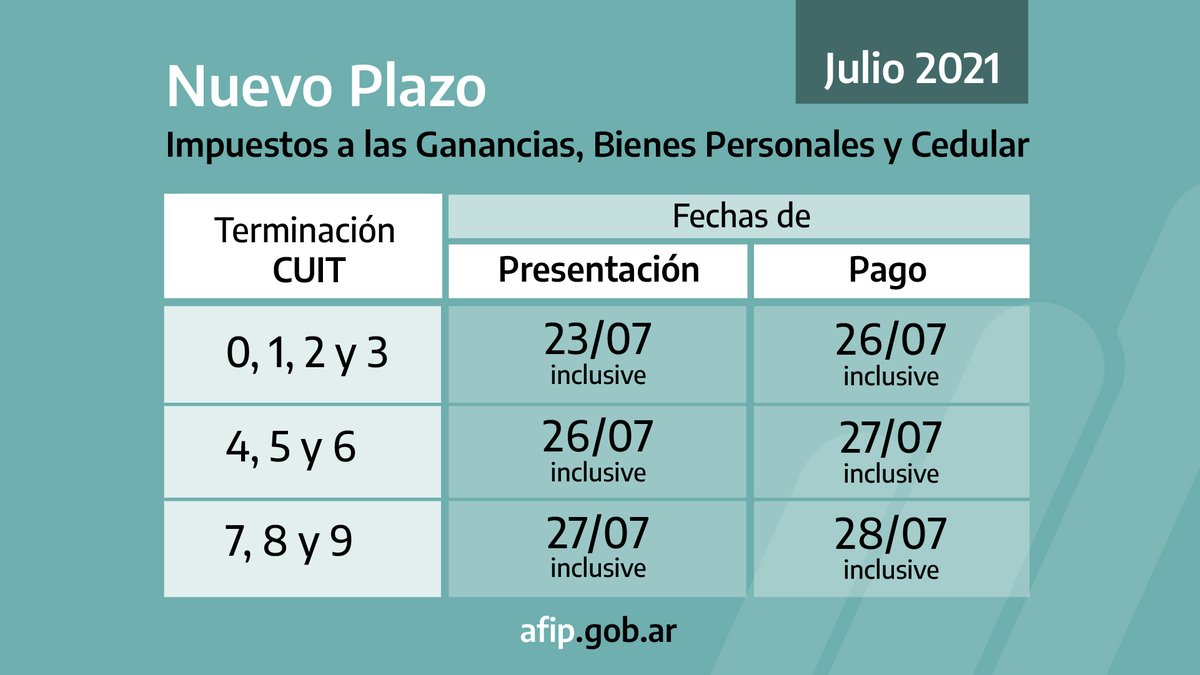 Julio 2021
Nuevo Plazo
Impuestos a las Ganancias, Bienes Personales y Cedular
Terminación
CUIT
Fechas de
Presentación
Pago
0, 1, 2 y 3
23/07
inclusive
26/07
inclusive
4, 5 y 6
26/07
inclusive
27/07
inclusive
7, 8 y 9
27/07
inclusive
28/07
inclusive
afip.gob.ar